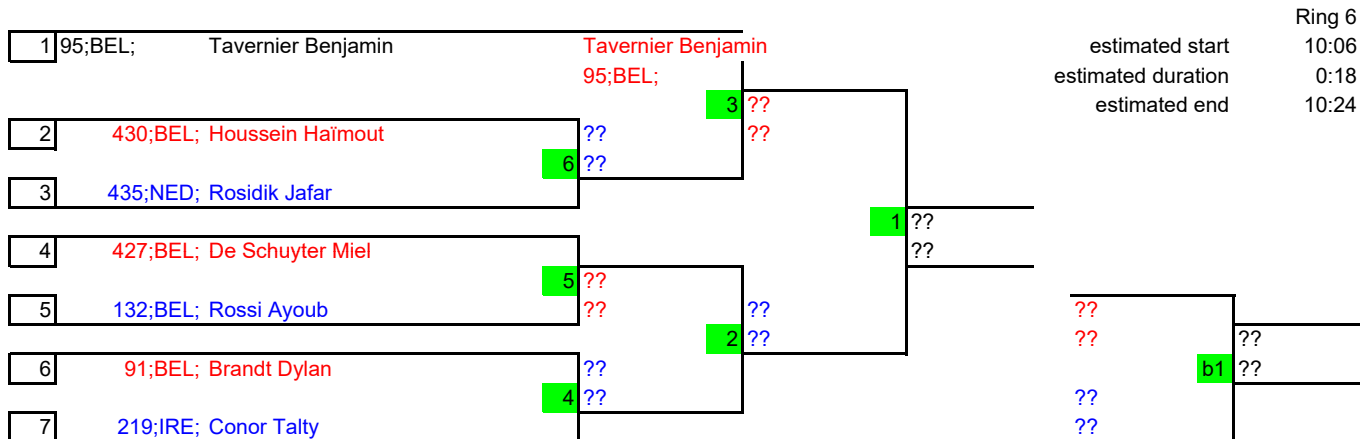 Ring 6
1 95;BEL; Tavernier Benjamin Tavernier Benjamin estimated start 10:06
95;BEL; estimated duration 0:18
3 ?? estimated end 10:24
2 430;BEL; Houssein Haïmout ?? ??
6 ??
3 435;NED; Rosidik Jafar
1 ??
4 427;BEL; De Schuyter Miel ??
5 ??
5 132;BEL; Rossi Ayoub ?? ?? ??
2 ?? ?? ??
6 91;BEL; Brandt Dylan ?? b1 ??
4 ?? ??
7 219;IRE; Conor Talty ??